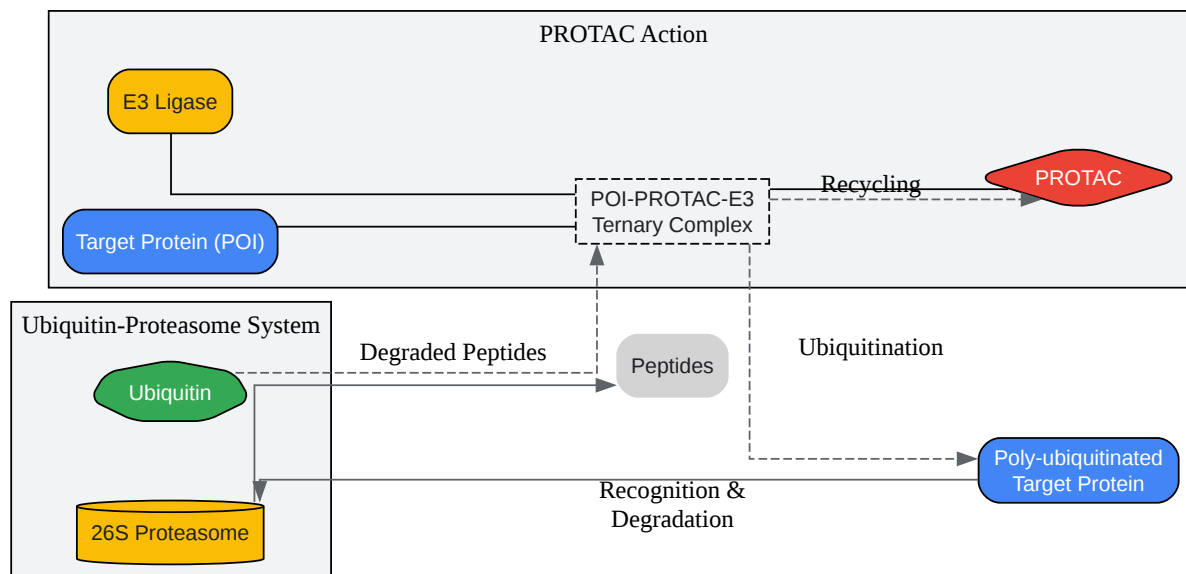 PROTAC Action
E3 Ligase
Recycling
PROTAC
POI-PROTAC-E3
Ternary Complex
Target Protein (POI)
Ubiquitin-Proteasome System
Degraded Peptides
Ubiquitination
Peptides
Ubiquitin
Poly-ubiquitinated
Target Protein
Recognition &
Degradation
26S Proteasome